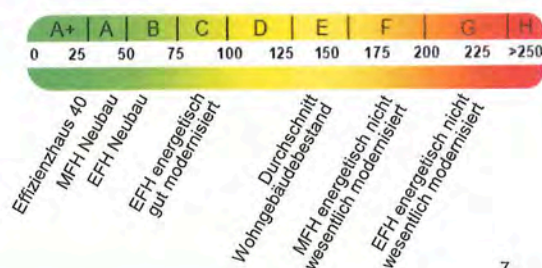 A+ A B C D E F G H
0 25 50 75 100 125 150 175 200 225 >250
Effizienzhaus 40
MFH Neubau
EFH Neubau
EFH energetisch
gut modernisiert
Durchschnitt
Wohngebäudebestand
MFH energetisch nicht
wesentlich modernisiert
EFH energetisch nicht
wesentlich modernisiert